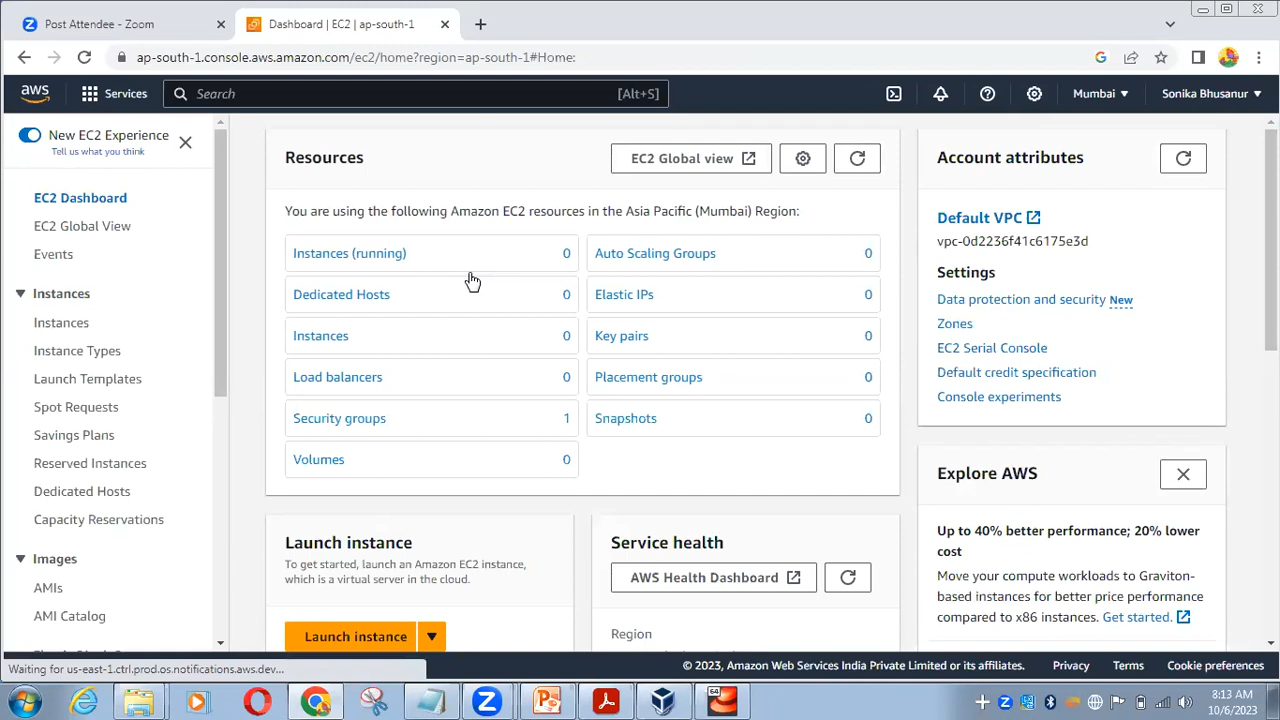 Post Attendee - Zoom
Dashboard | EC2 | ap-south-1
ap-south-1.console.aws.amazon.com/ec2/home?region=ap-south-1#Home:
aws
Services
Search
[Alt+S]
Mumbai
Sonika Bhusanur
New EC2 Experience
Tell us what you think
EC2 Dashboard
EC2 Global View
Events
Instances
Instances
Instance Types
Launch Templates
Spot Requests
Savings Plans
Reserved Instances
Dedicated Hosts
Capacity Reservations
Images
AMIs
AMI Catalog
Resources
EC2 Global view
You are using the following Amazon EC2 resources in the Asia Pacific (Mumbai) Region:
Instances (running) 0
Auto Scaling Groups 0
Dedicated Hosts 0
Elastic IPs 0
Instances 0
Key pairs 0
Load balancers 0
Placement groups 0
Security groups 1
Snapshots 0
Volumes 0
Launch instance
To get started, launch an Amazon EC2 instance,
which is a virtual server in the cloud.
Launch instance
Service health
AWS Health Dashboard
Region
Account attributes
Default VPC
vpc-0d2236f41c6175e3d
Settings
Data protection and security New
Zones
EC2 Serial Console
Default credit specification
Console experiments
Explore AWS
Up to 40% better performance; 20% lower
cost
Move your compute workloads to Graviton-
based instances for better price performance
compared to x86 instances. Get started.
Waiting for us-east-1.ctrl.prod.os.notifications.aws.dev...
© 2023, Amazon Web Services India Private Limited or its affiliates.
Privacy
Terms
Cookie preferences
64
8:13 AM
10/6/2023